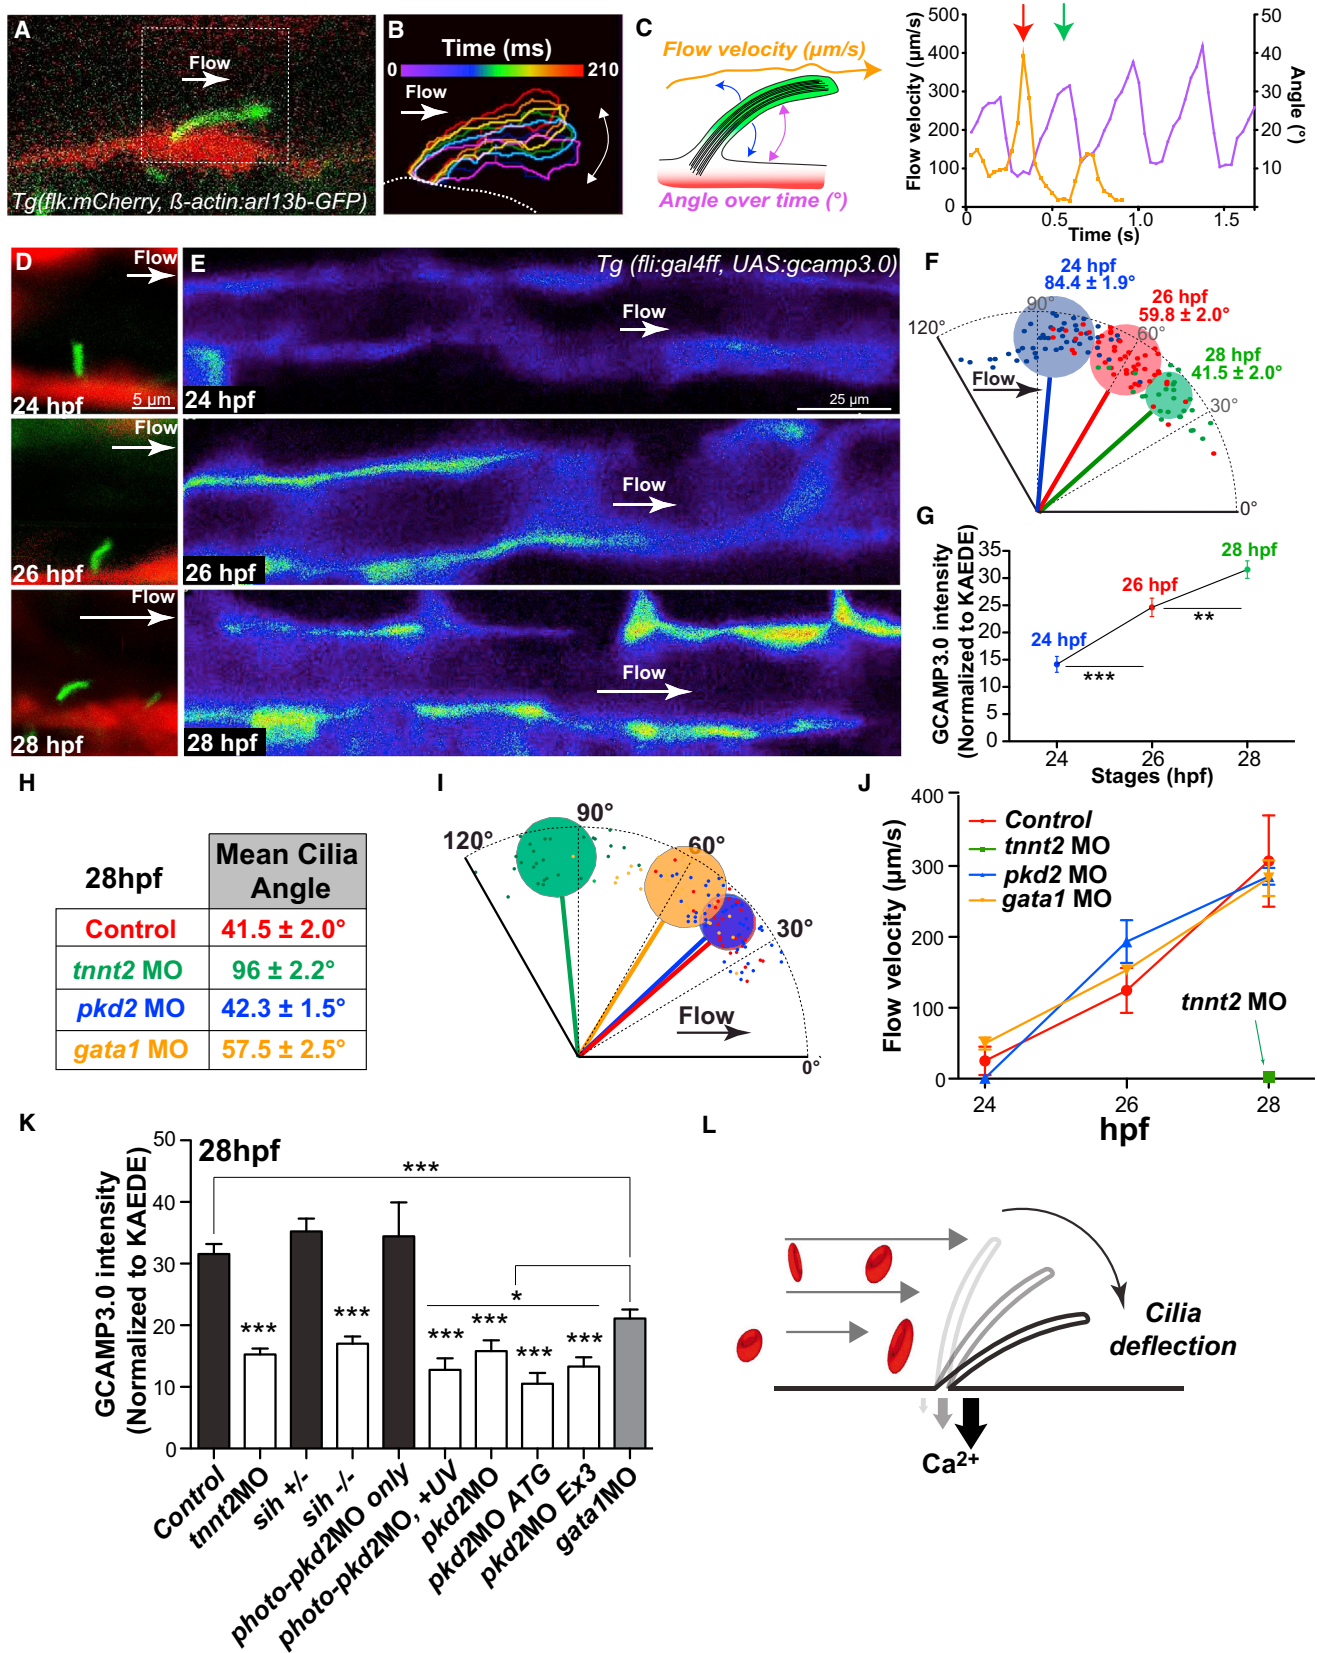 A
Flow
Tg(flk:mCherry, ß-actin:arl13b-GFP)
B
Time (ms)
0 210
Flow
C
Flow velocity (µm/s)
Angle over time (°)
Flow velocity (µm/s)
500
400
300
200
100
0
50
40
30
20
10
Angle (°)
0 0.5 1.0 1.5
Time (s)
D
Flow
24 hpf
5 µm
Flow
26 hpf
Flow
28 hpf
E
Tg (fli:gal4ff, UAS:gcamp3.0)
Flow
24 hpf
25 µm
Flow
26 hpf
Flow
28 hpf
F
24 hpf
84.4 ± 1.9°
26 hpf
59.8 ± 2.0°
28 hpf
41.5 ± 2.0°
120°
90°
60°
30°
0°
Flow
G
GCAMP3.0 intensity
(Normalized to KAEDE)
35
30
25
20
15
10
5
0
24 hpf
26 hpf
28 hpf
***
**
24 26 28
Stages (hpf)
H
28hpf
Mean Cilia
Angle
Control 41.5 ± 2.0°
tnnt2 MO 96 ± 2.2°
pkd2 MO 42.3 ± 1.5°
gata1 MO 57.5 ± 2.5°
I
120°
90°
60°
30°
0°
Flow
J
Flow velocity (µm/s)
400
300
200
100
0
Control
tnnt2 MO
pkd2 MO
gata1 MO
tnnt2 MO
24 26 28
hpf
K
28hpf
GCAMP3.0 intensity
(Normalized to KAEDE)
50
40
30
20
10
0
***
*
***
***
***
***
***
***
Control
tnnt2MO
sih +/-
sih -/-
photo-pkd2MO only
photo-pkd2MO, +UV
pkd2MO
pkd2MO ATG
pkd2MO Ex3
gata1MO
L
Cilia
deflection
Ca2+